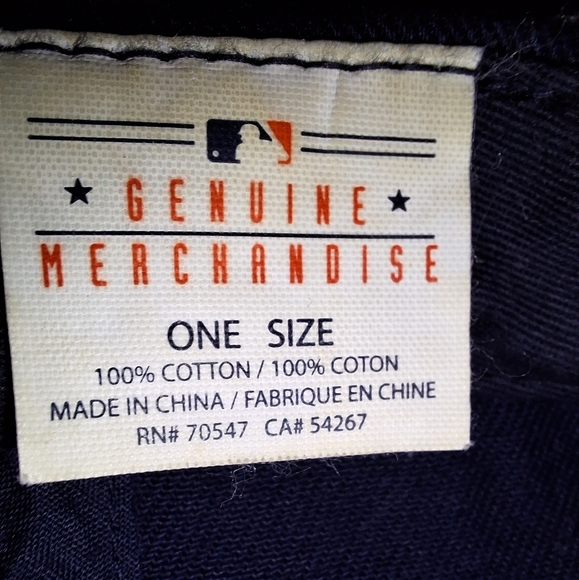 GENUINE
MERCHANDISE
ONE SIZE
100% COTTON / 100% COTON
MADE IN CHINA / FABRIQUE EN CHINE
RN# 70547 CA# 54267